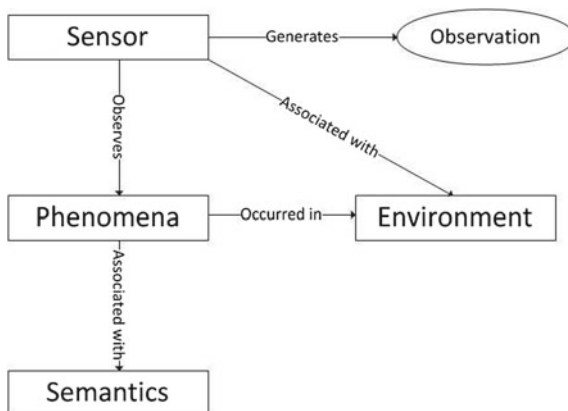 Sensor
Generates
Observation
Observes
Associated with
Phenomena
Occurred in
Environment
Associated with
Semantics